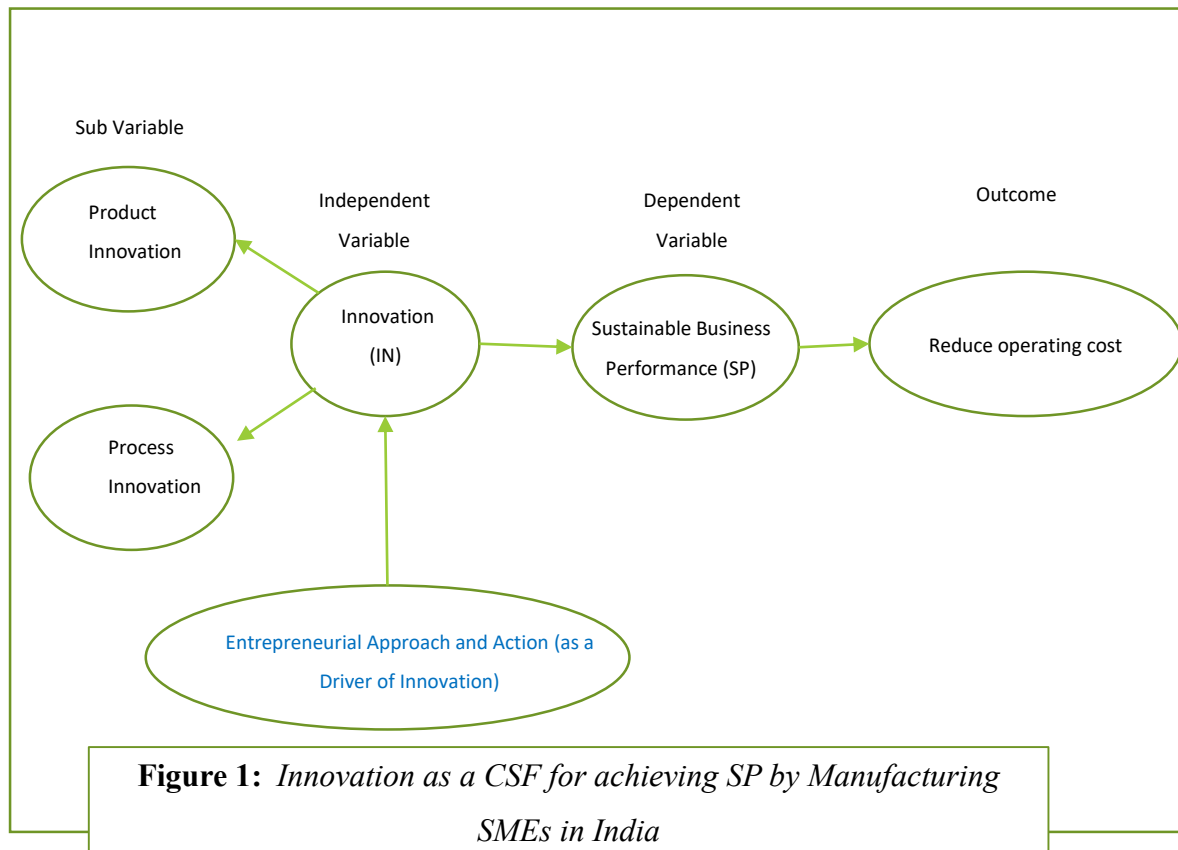 Sub Variable
Product
Innovation
Independent
Variable
Dependent
Variable
Outcome
Innovation
(IN)
Sustainable Business
Performance (SP)
Reduce operating cost
Process
Innovation
Entrepreneurial Approach and Action (as a
Driver of Innovation)
Figure 1: Innovation as a CSF for achieving SP by Manufacturing
SMEs in India